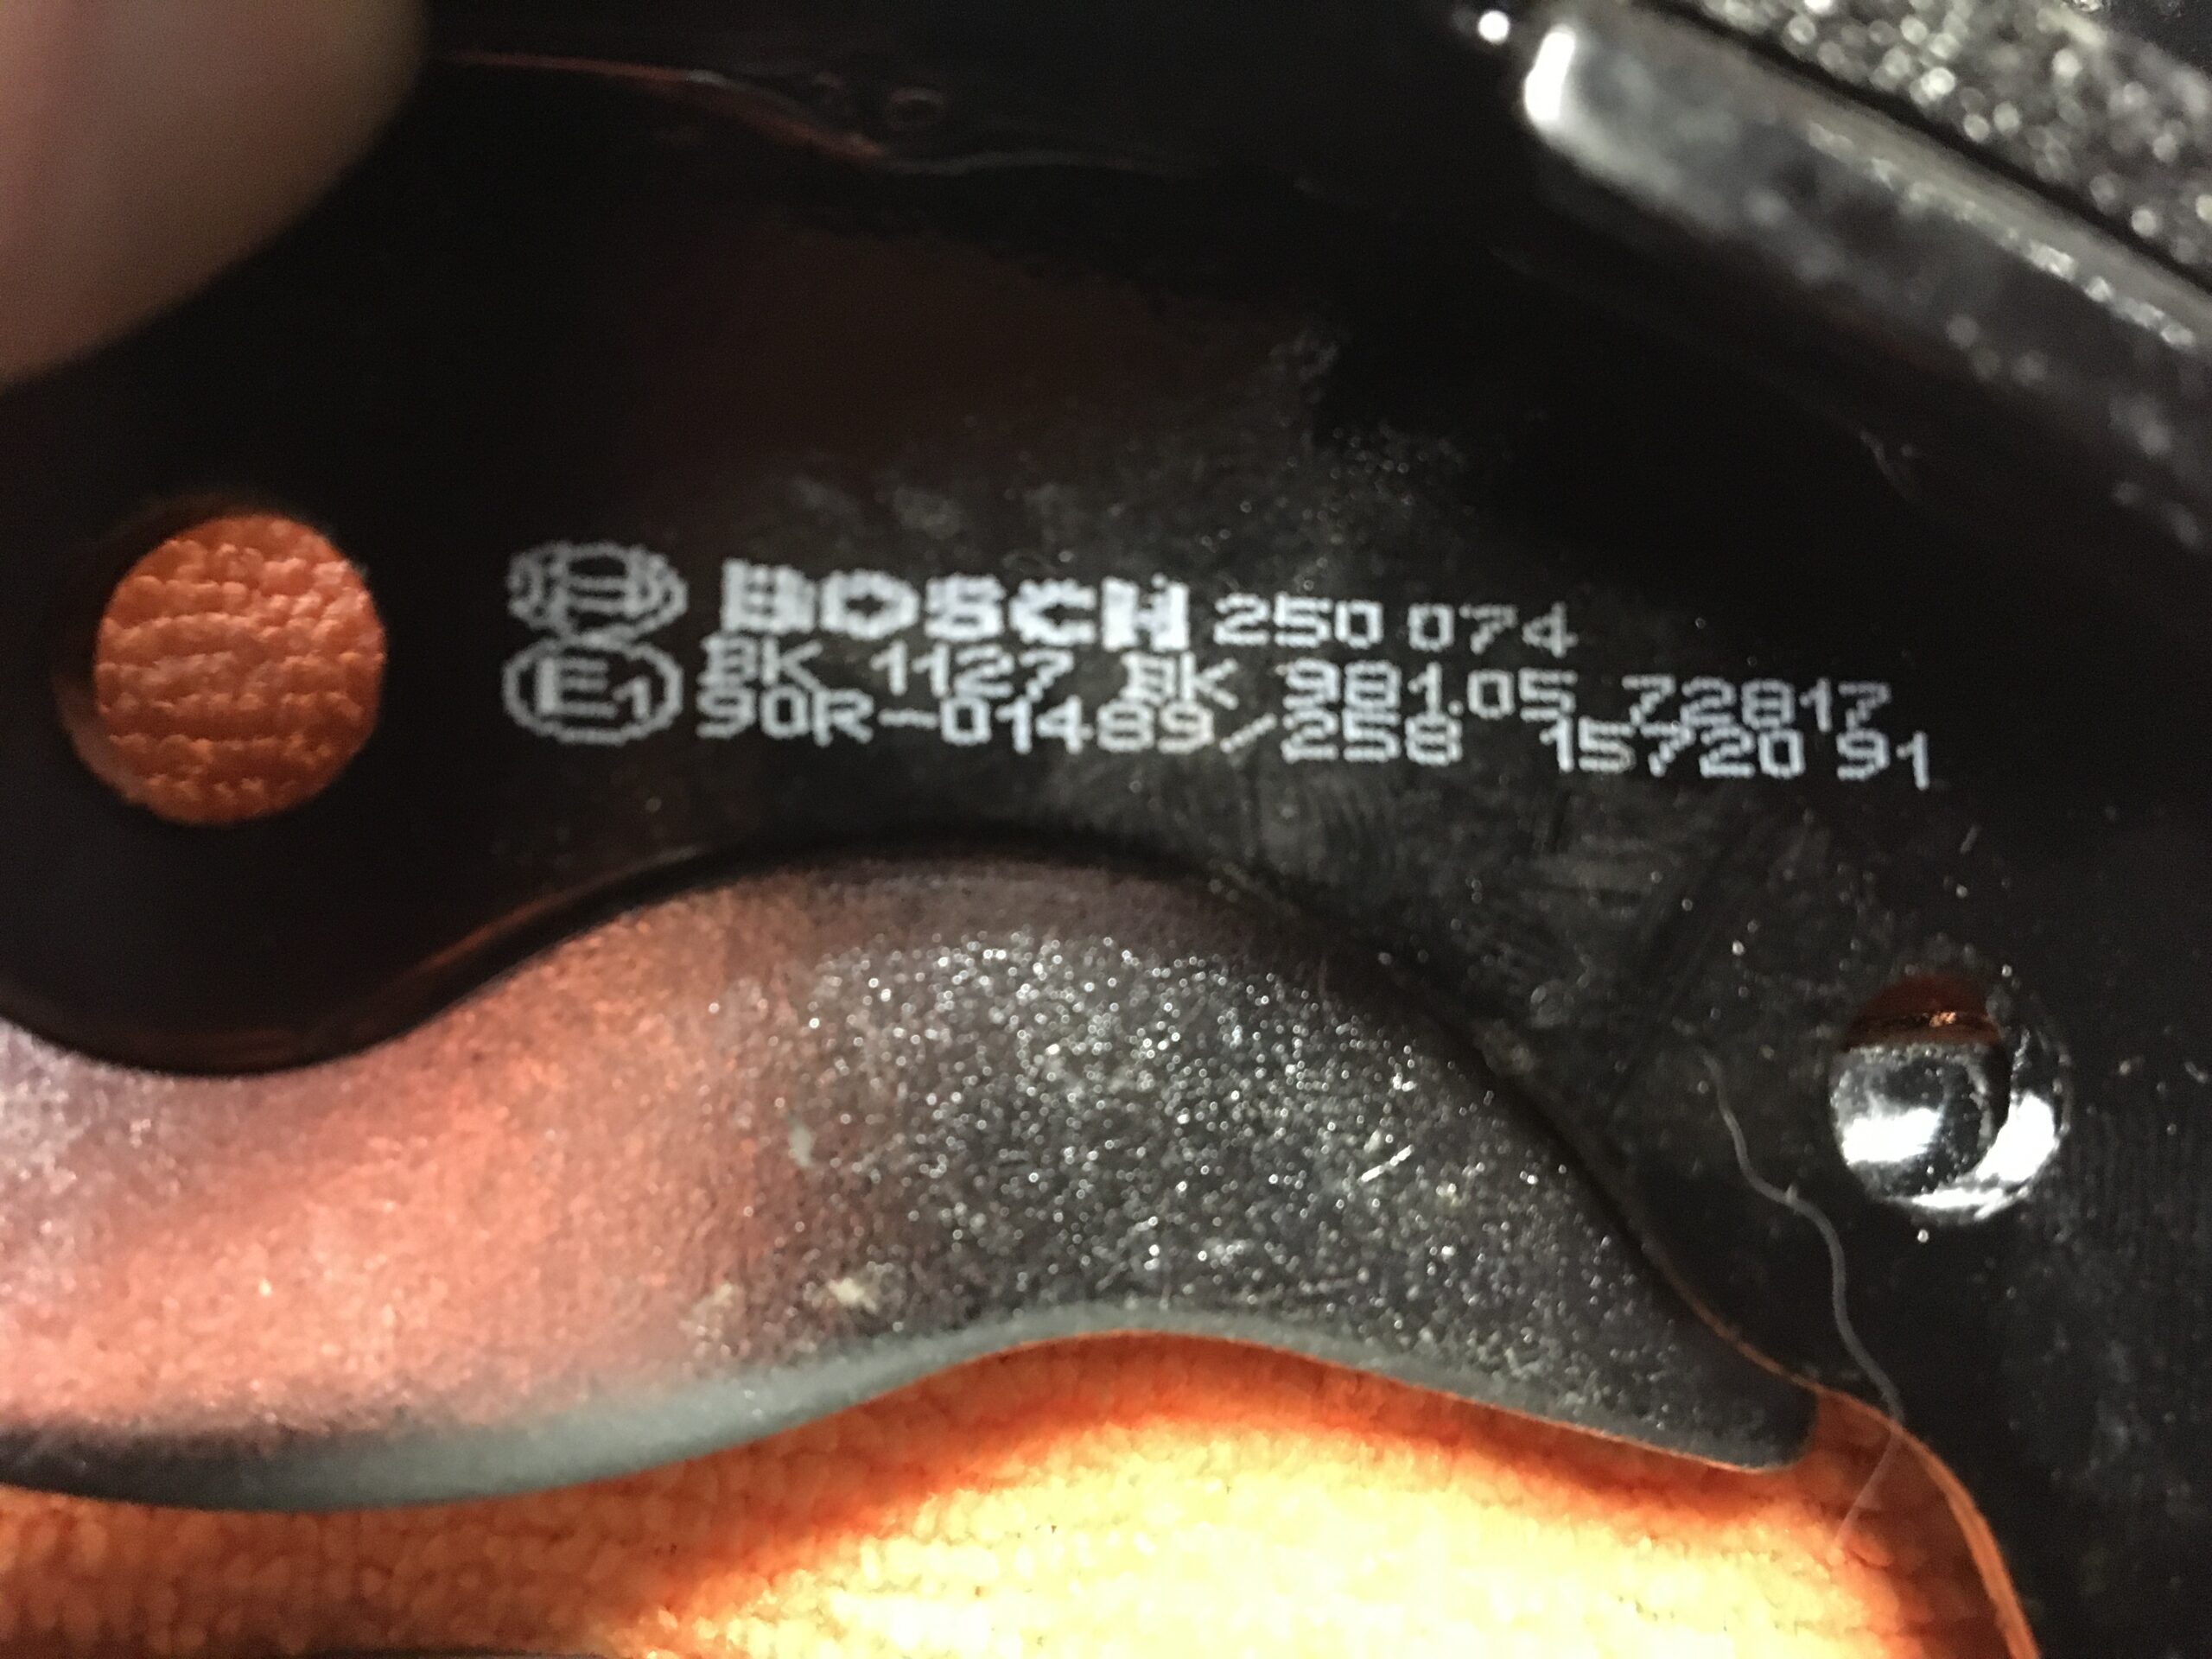 BOSCH 250 074
BK 1127 BK 981.05 72817
E1 90R-01489/258 15720 91